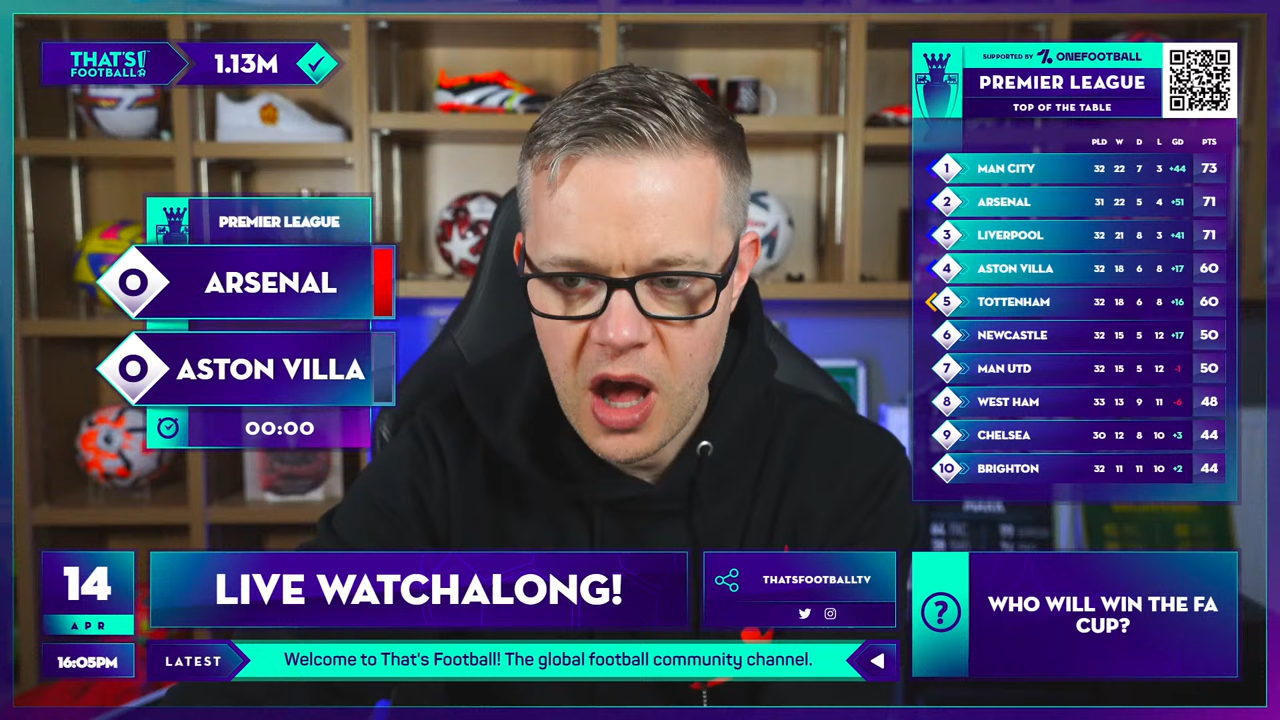 THAT'S!
FOOTBALL
1.13M
PREMIER LEAGUE
0 ARSENAL
0 ASTON VILLA
00:00
SUPPORTED BY ONEFOOTBALL
PREMIER LEAGUE
TOP OF THE TABLE
PLD W D L GD PTS
1 MAN CITY 32 22 7 3 +44 73
2 ARSENAL 31 22 5 4 +51 71
3 LIVERPOOL 32 21 8 3 +41 71
4 ASTON VILLA 32 18 6 8 +17 60
5 TOTTENHAM 32 18 6 8 +16 60
6 NEWCASTLE 32 15 5 12 +17 50
7 MAN UTD 32 15 5 12 -1 50
8 WEST HAM 33 13 9 11 -6 48
9 CHELSEA 30 12 8 10 +3 44
10 BRIGHTON 32 11 11 10 +2 44
14
APR
16:05PM
LIVE WATCHALONG!
THATSFOOTBALLTV
LATEST
Welcome to That's Football! The global football community channel.
?
WHO WILL WIN THE FA
CUP?